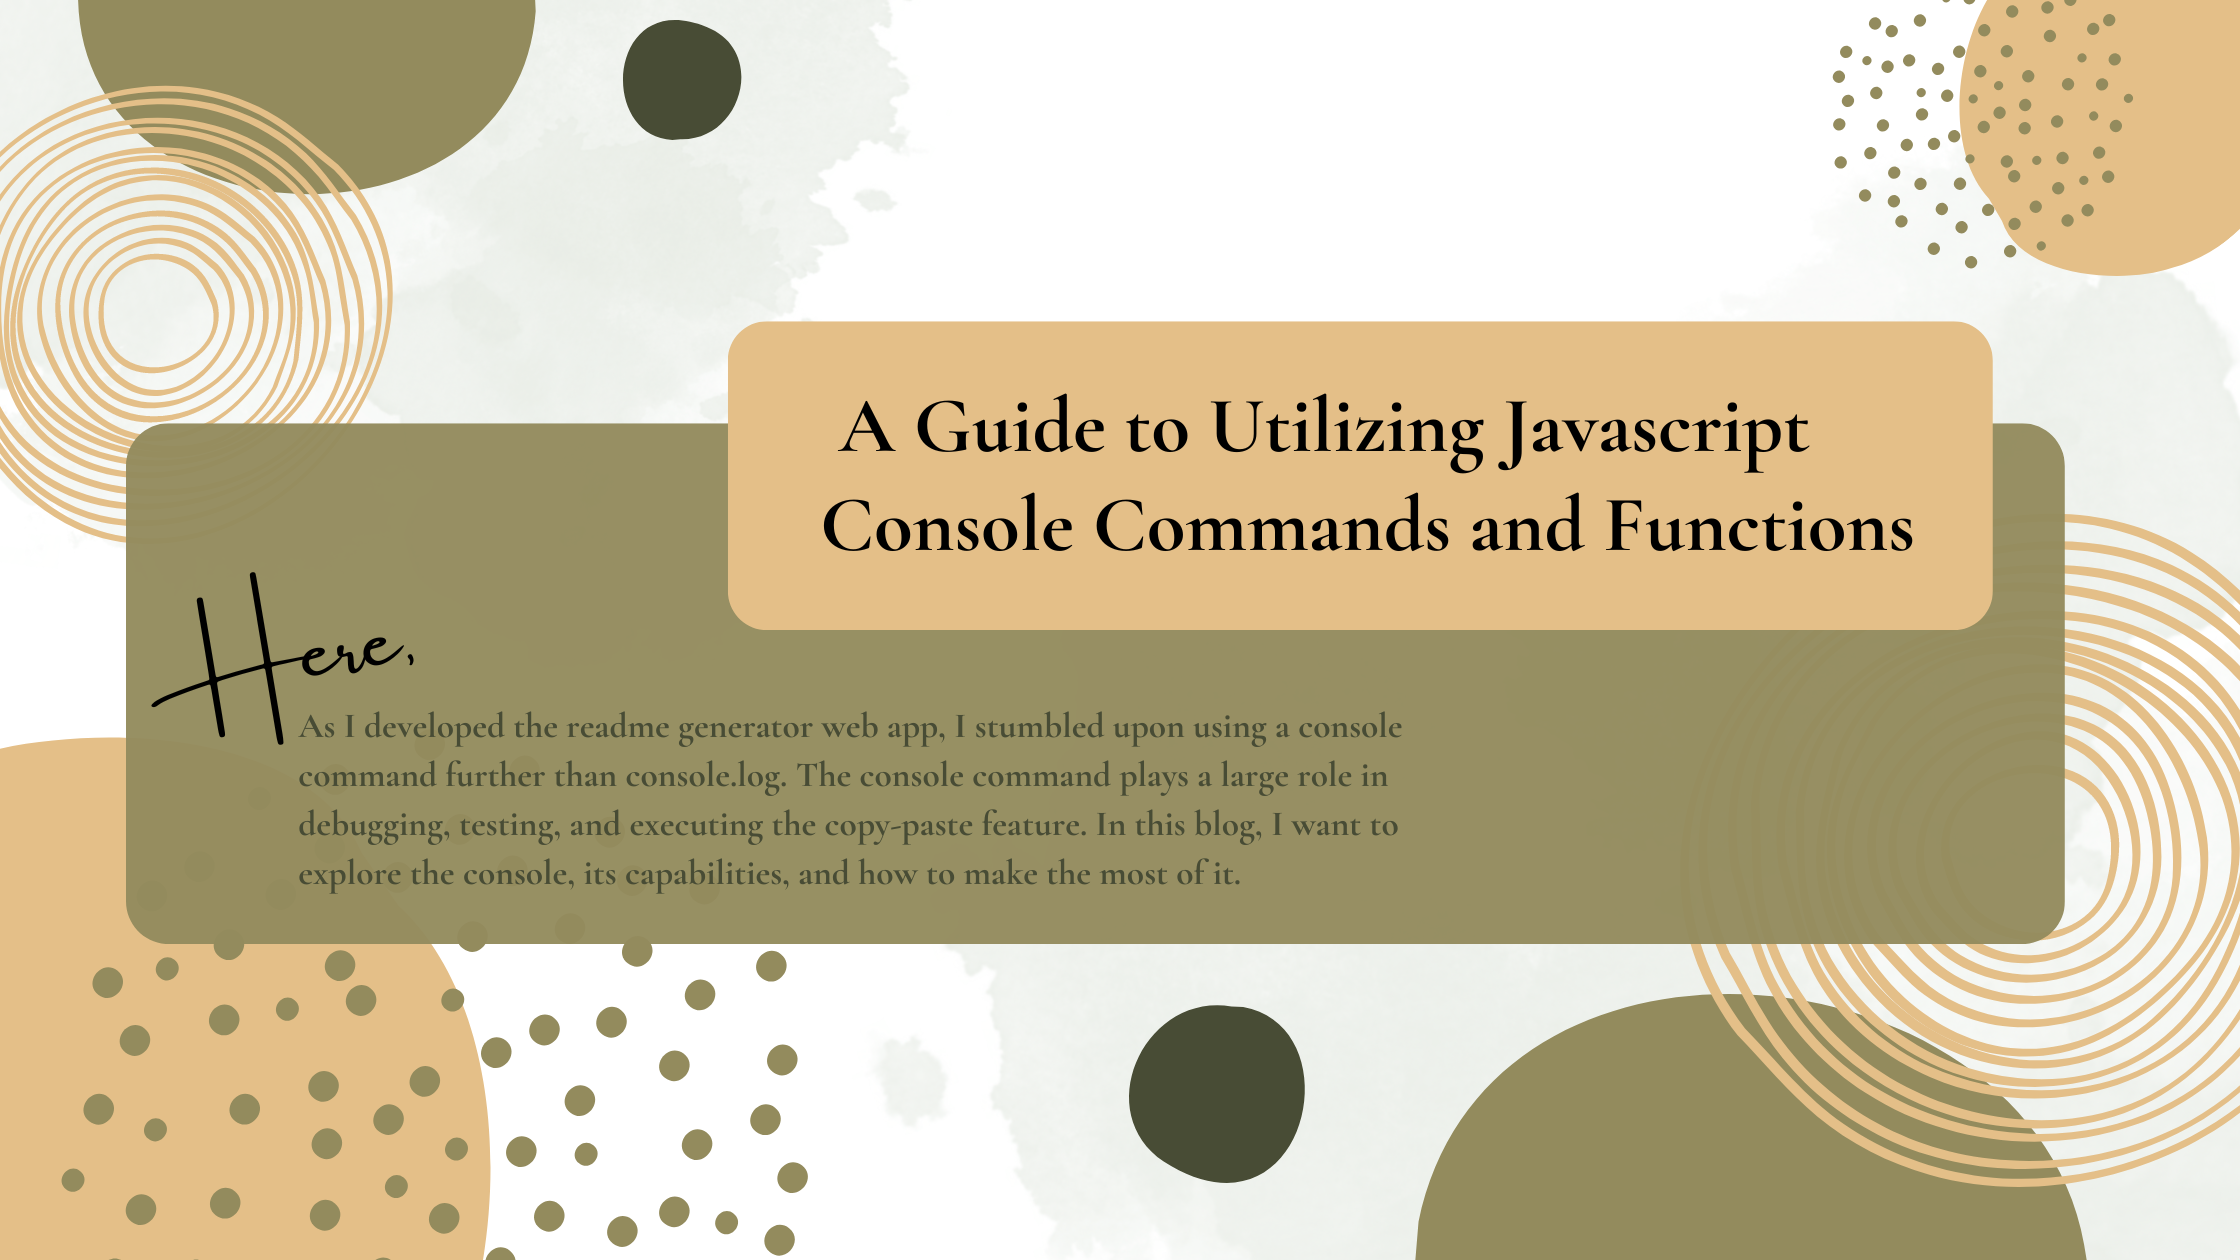 A Guide to Utilizing Javascript
Console Commands and Functions
Here,
As I developed the readme generator web app, I stumbled upon using a console
command further than console.log. The console command plays a large role in
debugging, testing, and executing the copy-paste feature. In this blog, I want to
explore the console, its capabilities, and how to make the most of it.